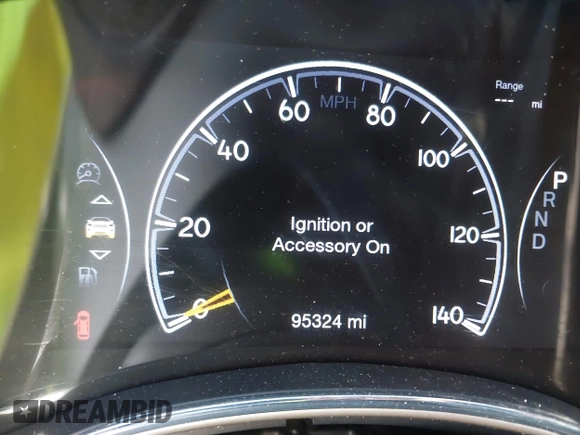 Range
--- mi
MPH
0
20
40
60
80
100
120
140
P
R
N
D
Ignition or
Accessory On
95324 mi
DREAMBID